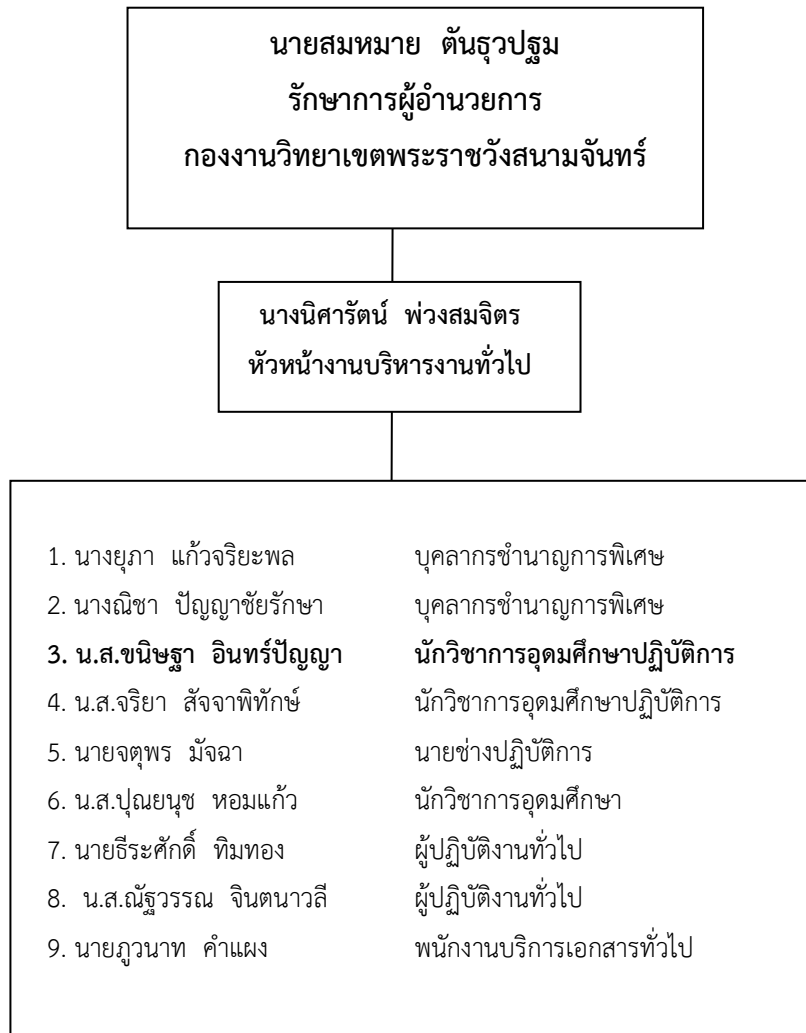 นายสมหมาย ตันธุวปฐม
รักษาการผู้อำนวยการ
กองงานวิทยาเขตพระราชวังสนามจันทร์
นางนิศารัตน์ พ่วงสมจิตร
หัวหน้างานบริหารงานทั่วไป
1. นางยุภา แก้วจริยะพล บุคลากรชำนาญการพิเศษ
2. นางณิชา ปัญญาชัยรักษา บุคลากรชำนาญการพิเศษ
3. น.ส.ขนิษฐา อินทร์ปัญญา นักวิชาการอุดมศึกษาปฏิบัติการ
4. น.ส.จริยา สัจจาพิทักษ์ นักวิชาการอุดมศึกษาปฏิบัติการ
5. นายจตุพร มัจฉา นายช่างปฏิบัติการ
6. น.ส.ปุณยนุช หอมแก้ว นักวิชาการอุดมศึกษา
7. นายธีระศักดิ์ ทิมทอง ผู้ปฏิบัติงานทั่วไป
8. น.ส.ณัฐวรรณ จินตนาวลี ผู้ปฏิบัติงานทั่วไป
9. นายภูวนาท คำแผง พนักงานบริการเอกสารทั่วไป